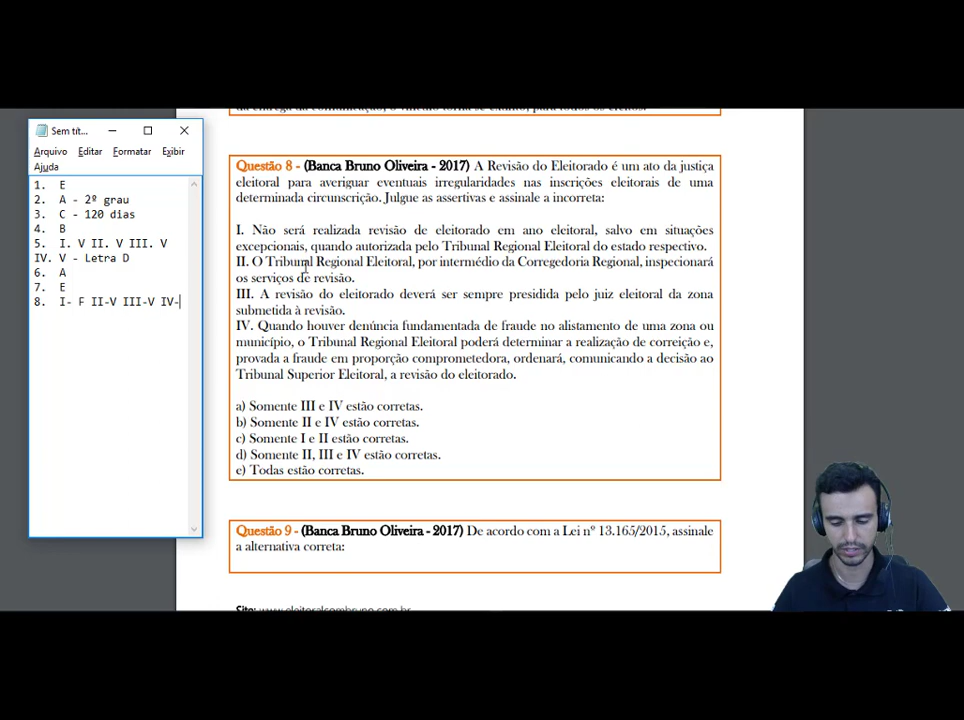 Sem tít...
Arquivo Editar Formatar Exibir
Ajuda
1. E
2. A - 2º grau
3. C - 120 dias
4. B
5. I. V II. V III. V
IV. V - Letra D
6. A
7. E
8. I- F II-V III-V IV-
Questão 8 - (Banca Bruno Oliveira - 2017) A Revisão do Eleitorado é um ato da justiça
eleitoral para averiguar eventuais irregularidades nas inscrições eleitorais de uma
determinada circunscrição. Julgue as assertivas e assinale a incorreta:
I. Não será realizada revisão de eleitorado em ano eleitoral, salvo em situações
excepcionais, quando autorizada pelo Tribunal Regional Eleitoral do estado respectivo.
II. O Tribunal Regional Eleitoral, por intermédio da Corregedoria Regional, inspecionará
os serviços de revisão.
III. A revisão do eleitorado deverá ser sempre presidida pelo juiz eleitoral da zona
submetida à revisão.
IV. Quando houver denúncia fundamentada de fraude no alistamento de uma zona ou
município, o Tribunal Regional Eleitoral poderá determinar a realização de correição e,
provada a fraude em proporção comprometedora, ordenará, comunicando a decisão ao
Tribunal Superior Eleitoral, a revisão do eleitorado.
a) Somente III e IV estão corretas.
b) Somente II e IV estão corretas.
c) Somente I e II estão corretas.
d) Somente II, III e IV estão corretas.
e) Todas estão corretas.
Questão 9 - (Banca Bruno Oliveira - 2017) De acordo com a Lei nº 13.165/2015, assinale
a alternativa correta:
Site: www.eleitoralcombruno.com.br